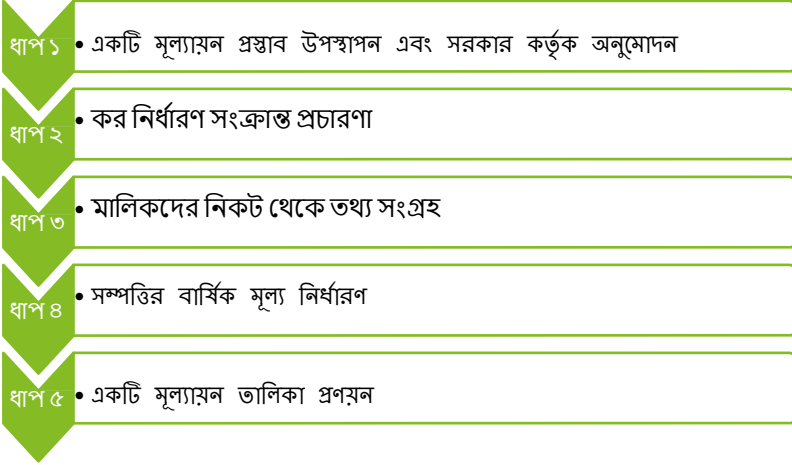 ধাপ ১ • একটি মূল্যায়ন প্রস্তাব উপস্থাপন এবং সরকার কর্তৃক অনুমোদন
ধাপ ২ • কর নির্ধারণ সংক্রান্ত প্রচারণা
ধাপ ৩ • মালিকদের নিকট থেকে তথ্য সংগ্রহ
ধাপ ৪ • সম্পত্তির বার্ষিক মূল্য নির্ধারণ
ধাপ ৫ • একটি মূল্যায়ন তালিকা প্রণয়ন